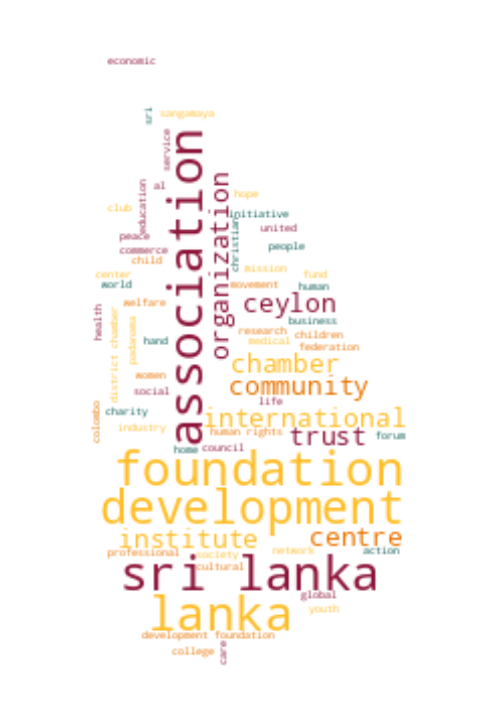 economic
sri
sangamaya
service
association
al
education
organization
hope
club
initiative
christian
united
peace
people
commerce
child
mission
center
fund
world
movement
human
welfare
ceylon
health
district chamber
padanama
business
research
children
hand
medical
federation
chamber
women
community
social
life
colombo
charity
international
industry
human rights
trust
forum
home
council
foundation
development
institute
centre
professional
society
network
action
sri lanka
cultural
global
lanka
youth
development foundation
college
care